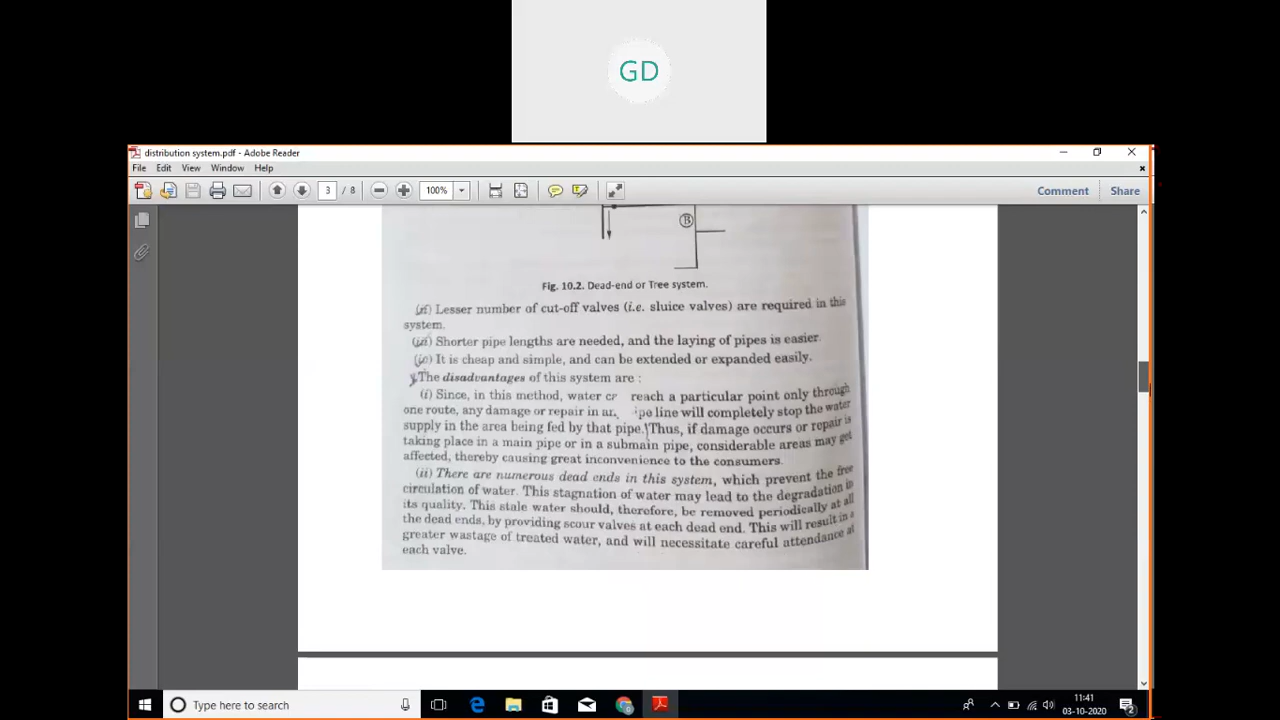 GD
distribution system.pdf - Adobe Reader
File Edit View Window Help
3 / 8 100% Comment Share
B
Fig. 10.2. Dead-end or Tree system.
(ii) Lesser number of cut-off valves (i.e. sluice valves) are required in this
system.
(iii) Shorter pipe lengths are needed, and the laying of pipes is easier.
(iv) It is cheap and simple, and can be extended or expanded easily.
The disadvantages of this system are :
(i) Since, in this method, water reach a particular point only through
one route, any damage or repair in line will completely stop the water
supply in the area being fed by that pipe. Thus, if damage occurs or repair is
taking place in a main pipe or in a submain pipe, considerable areas may get
affected, thereby causing great inconvenience to the consumers.
(ii) There are numerous dead ends in this system, which prevent the free
circulation of water. This stagnation of water may lead to the degradation in
its quality. This stale water should, therefore, be removed periodically at all
the dead ends, by providing scour valves at each dead end. This will result in a
greater wastage of treated water, and will necessitate careful attendance at
each valve.
Type here to search
11:41
03-10-2020
2